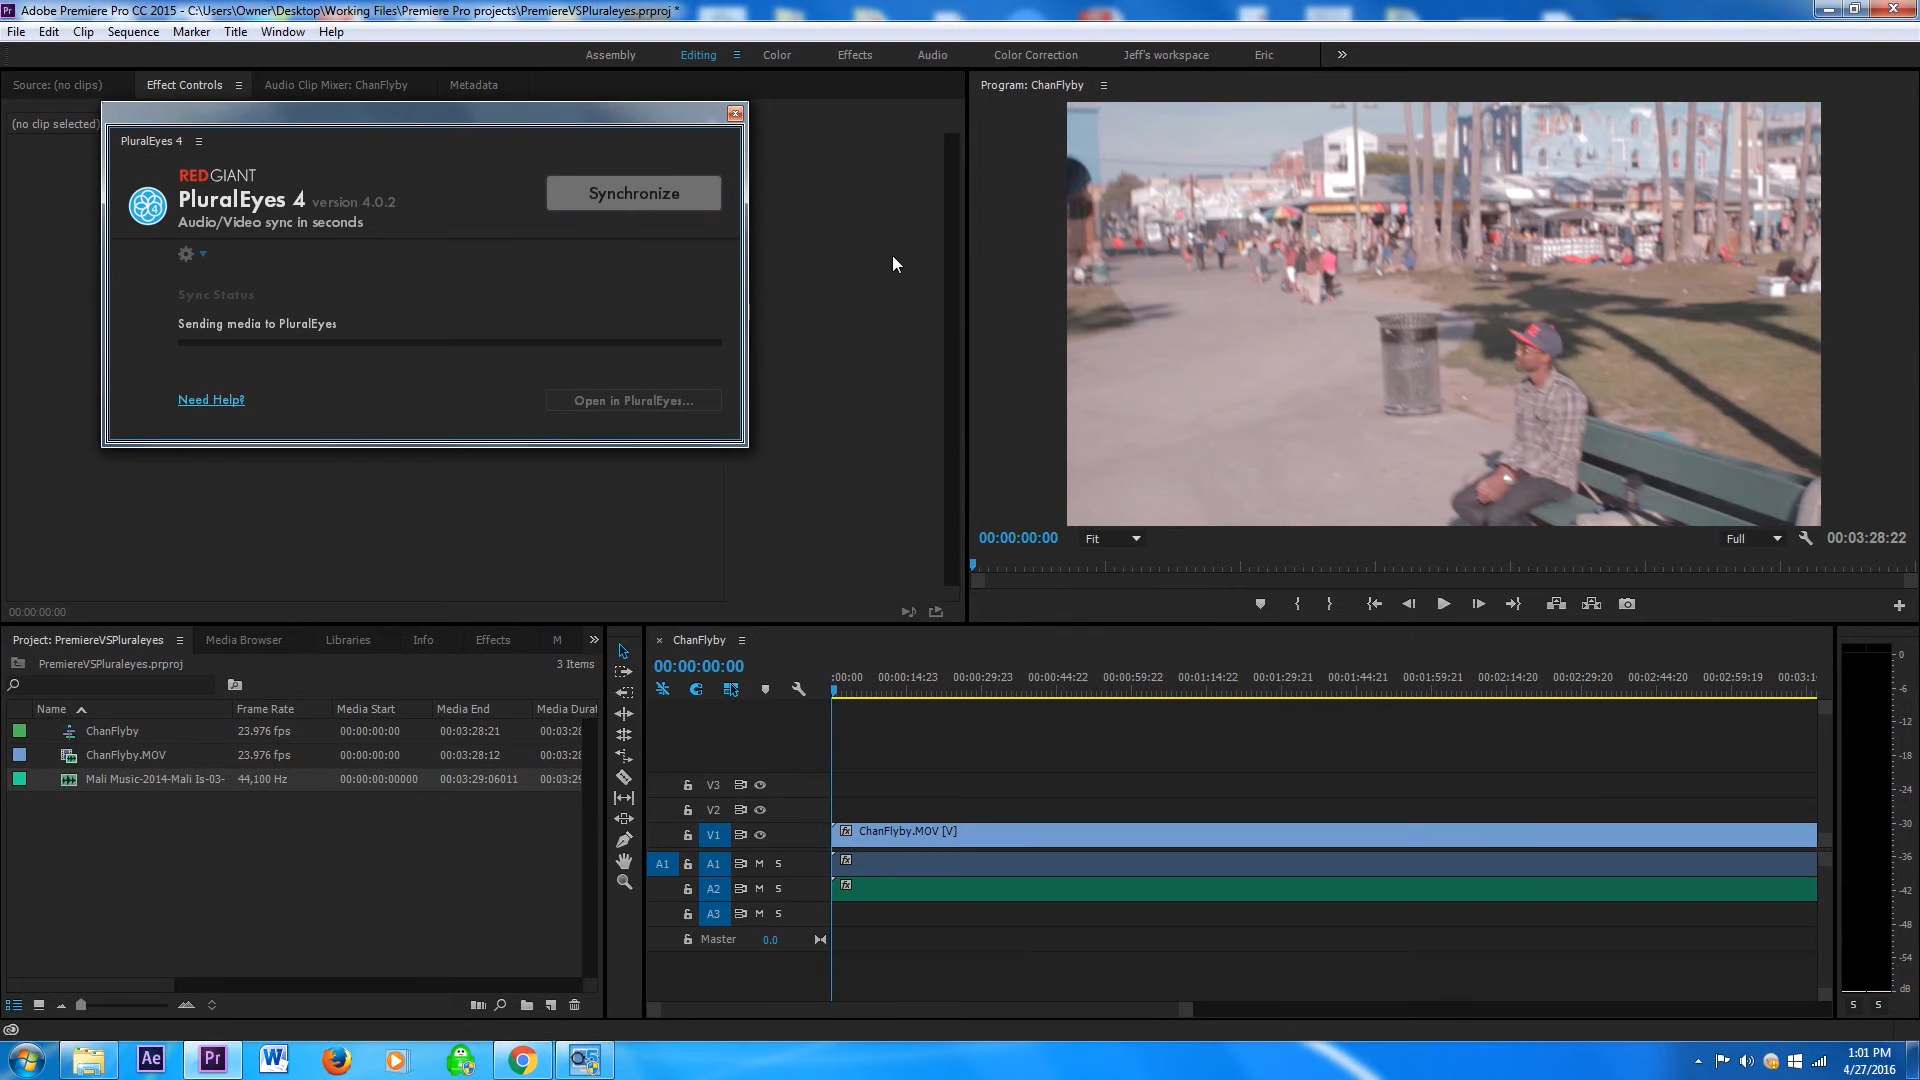 Pr Adobe Premiere Pro CC 2015 - C:\Users\Owner\Desktop\Working Files\Premiere Pro projects\PremiereVSPluraleyes.prproj *
File Edit Clip Sequence Marker Title Window Help
Assembly Editing Color Effects Audio Color Correction Jeff's workspace Eric
Source: (no clips) Effect Controls Audio Clip Mixer: ChanFlyby Metadata
Program: ChanFlyby
(no clip selected)
PluralEyes 4
REDGIANT
PluralEyes 4 version 4.0.2
Audio/Video sync in seconds
Synchronize
Sync Status
Sending media to PluralEyes
Need Help?
Open in PluralEyes...
00:00:00:00
00:00:00:00 Fit Full 00:03:28:22
Project: PremiereVSPluraleyes Media Browser Libraries Info Effects M
PremiereVSPluraleyes.prproj 3 Items
Name Frame Rate Media Start Media End Media Durat
ChanFlyby 23.976 fps 00:00:00:00 00:03:28:21 00:03:28
ChanFlyby.MOV 23.976 fps 00:00:00:00 00:03:28:12 00:03:28
Mali Music-2014-Mali Is-03- 44,100 Hz 00:00:00:00000 00:03:29:06011 00:03:29
ChanFlyby
00:00:00:00
:00:00 00:00:14:23 00:00:29:23 00:00:44:22 00:00:59:22 00:01:14:22 00:01:29:21 00:01:44:21 00:01:59:21 00:02:14:20 00:02:29:20 00:02:44:20 00:02:59:19 00:03:1
V3
V2
V1 fx ChanFlyby.MOV [V]
A1 A1 M S fx
A2 M S fx
A3 M S
Master 0.0
0
-6
-12
-18
-24
-30
-36
-42
-48
-54
dB
S S
Ae Pr W
1:01 PM
4/27/2016